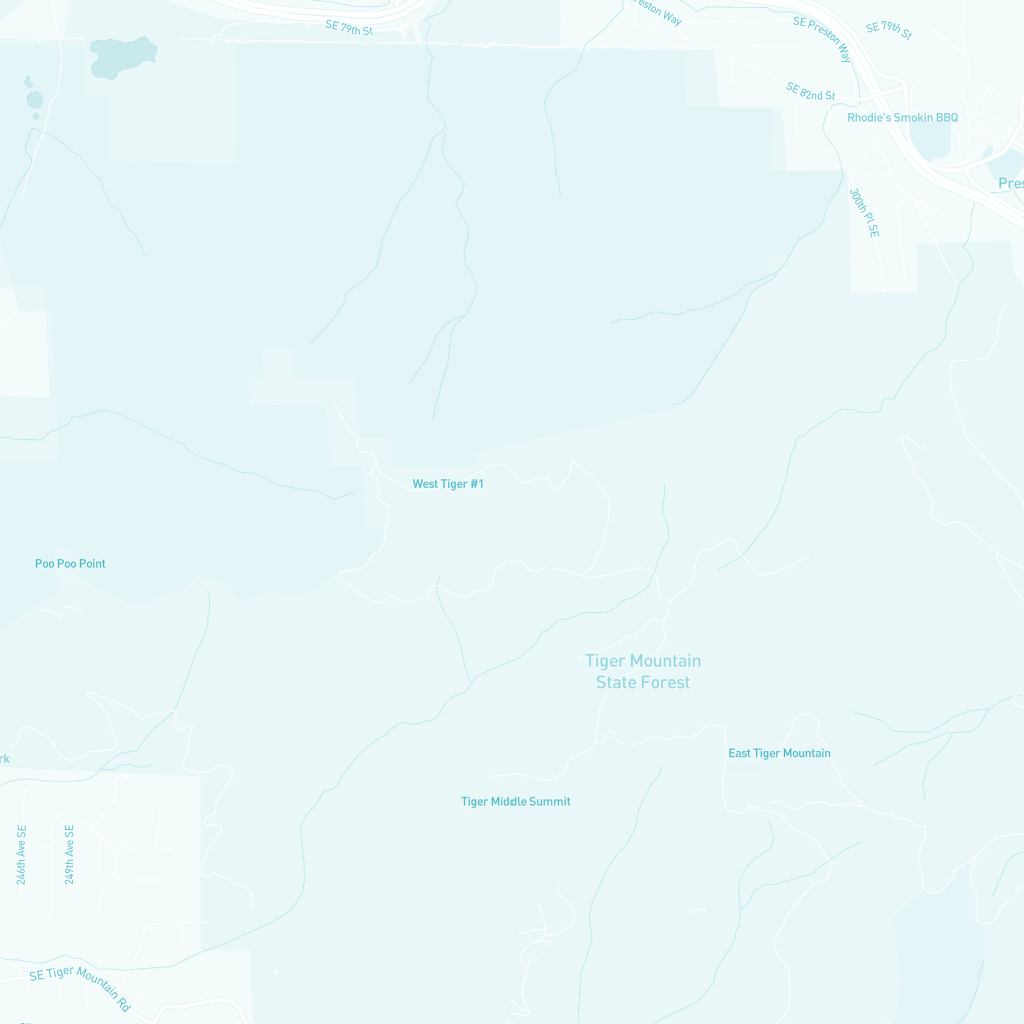 SE 79th St
Preston Way
SE Preston Way
SE 79th St
SE 82nd St
Rhodie's Smokin BBQ
Pres
300th Pl SE
West Tiger #1
Poo Poo Point
Tiger Mountain
State Forest
rk
East Tiger Mountain
Tiger Middle Summit
246th Ave SE
249th Ave SE
SE Tiger Mountain Rd